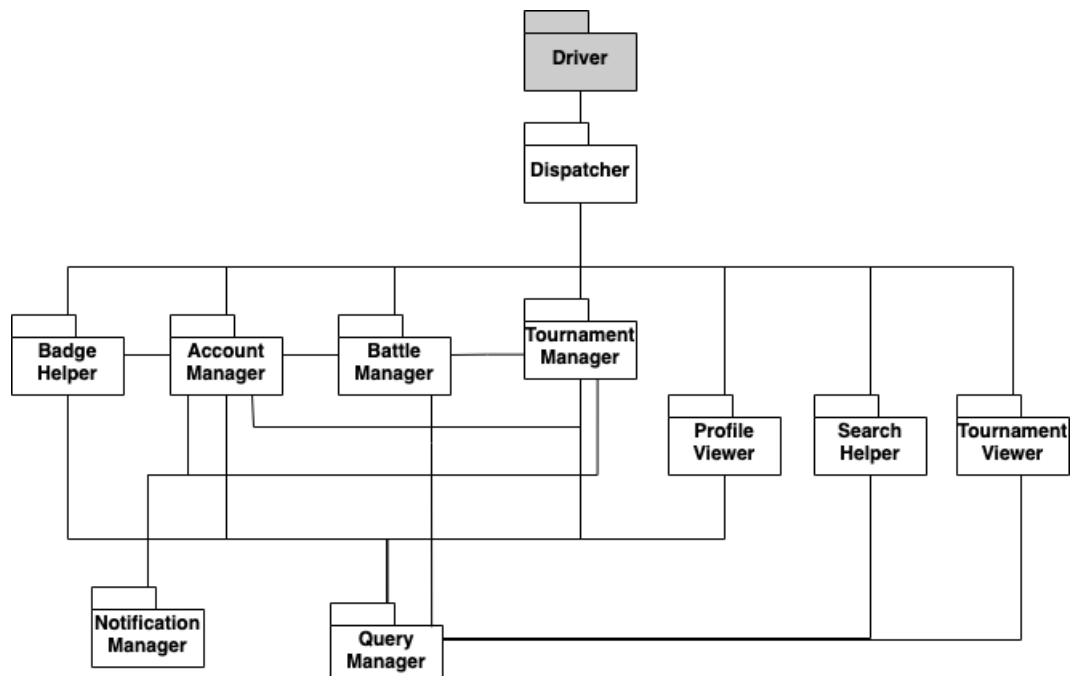 Driver
Dispatcher
Badge
Helper
Account
Manager
Battle
Manager
Tournament
Manager
Profile
Viewer
Search
Helper
Tournament
Viewer
Notification
Manager
Query
Manager